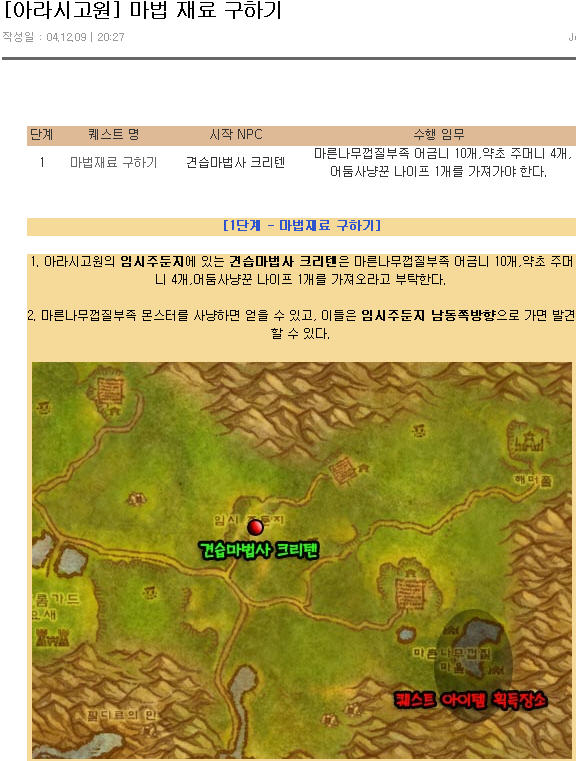 [아라시고원] 마법 재료 구하기
작성일 : 04.12.09 | 20:27
단계 퀘스트 명 시작 NPC 수행 임무
1 마법재료 구하기 견습마법사 크리텐 마른나무껍질부족 어금니 10개,약초 주머니 4개,
어둠사냥꾼 나이프 1개를 가져가야 한다.
[1단계 - 마법재료 구하기]
1. 아라시고원의 임시주둔지에 있는 견습마법사 크리텐은 마른나무껍질부족 어금니 10개,약초 주머
니 4개,어둠사냥꾼 나이프 1개를 가져오라고 부탁한다.
2. 마른나무껍질부족 몬스터를 사냥하면 얻을 수 있고, 이들은 임시주둔지 남동쪽방향으로 가면 발견
할 수 있다.
해머폴
임시 주둔지
견습마법사 크리텐
롬가드
요새
마른나무껍질
마을
퀘스트 아이템 획득장소